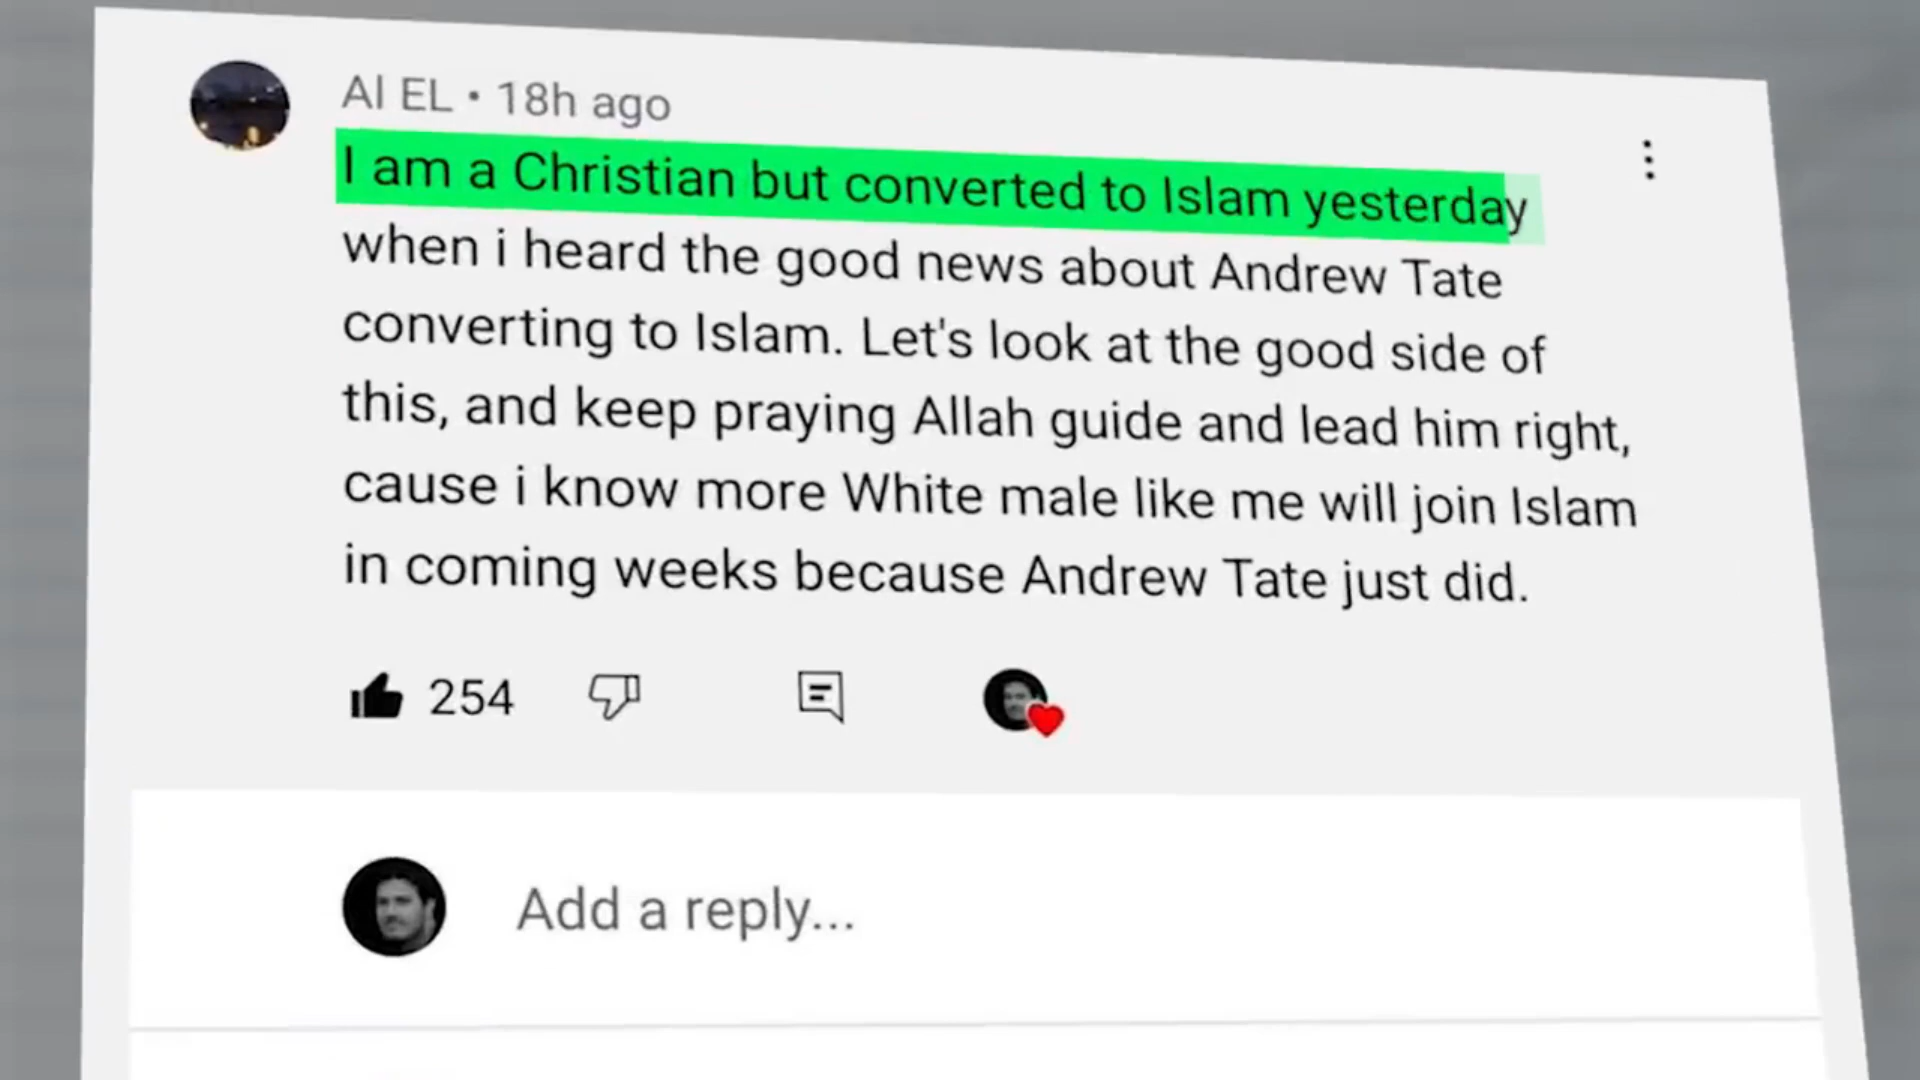 Al EL • 18h ago
I am a Christian but converted to Islam yesterday
when i heard the good news about Andrew Tate
converting to Islam. Let's look at the good side of
this, and keep praying Allah guide and lead him right,
cause i know more White male like me will join Islam
in coming weeks because Andrew Tate just did.
254
Add a reply...